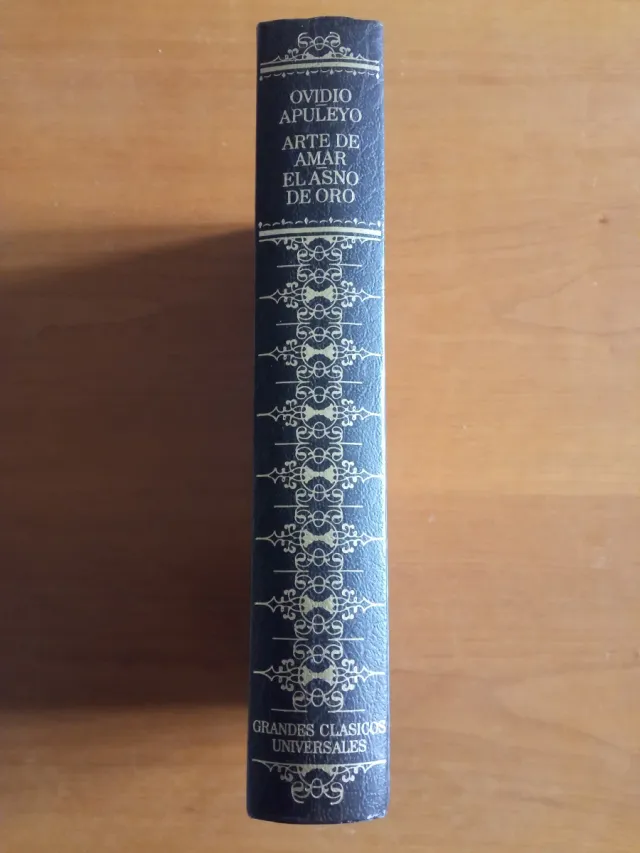 OVIDIO
APULEYO
ARTE DE
AMAR
EL ASNO
DE ORO
GRANDES CLASICOS
UNIVERSALES